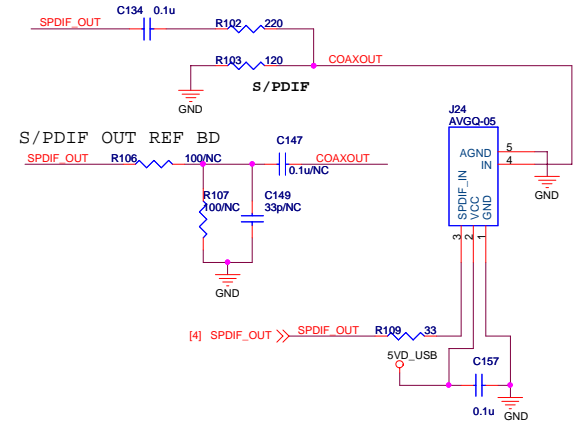 C134 0.1u
SPDIF_OUT R102 220
R103 120 COAXOUT
GND
S/PDIF
J24
AVGQ-05
S/PDIF OUT REF BD
C147
SPDIF_OUT R106 100/NC COAXOUT
0.1u/NC
AGND 5
IN 4
SPDIF_IN
VCC
GND
3
2
1
GND
R107
100/NC
C149
33p/NC
GND
[4] SPDIF_OUT SPDIF_OUT R109 33
5VD_USB
C157
0.1u
GND